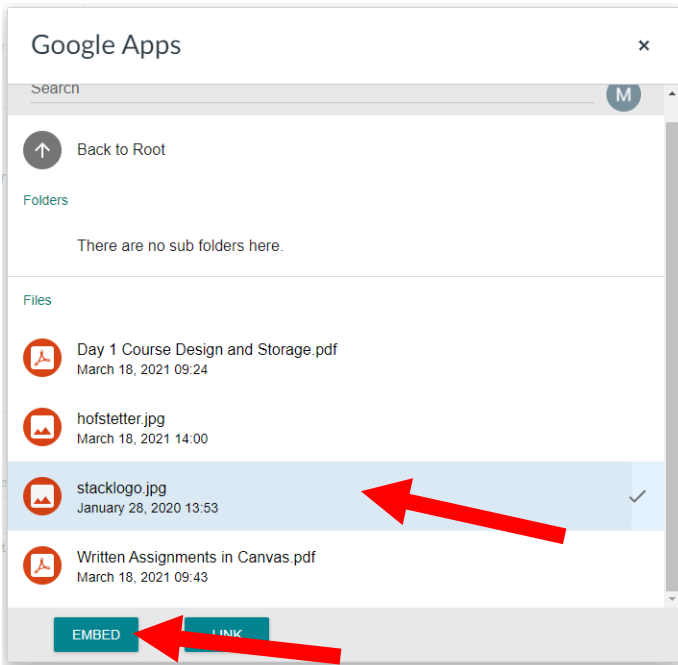 Google Apps
Search
M
Back to Root
Folders
There are no sub folders here.
Files
Day 1 Course Design and Storage.pdf
March 18, 2021 09:24
hofstetter.jpg
March 18, 2021 14:00
stacklogo.jpg
January 28, 2020 13:53
Written Assignments in Canvas.pdf
March 18, 2021 09:43
EMBED LINK